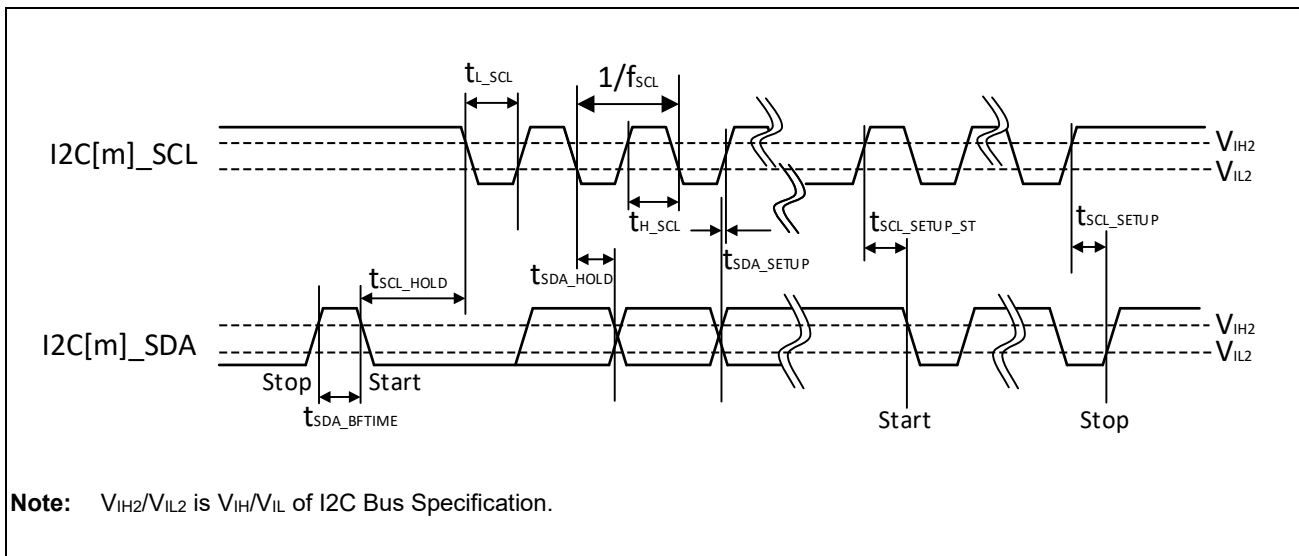 tL_SCL
1/fSCL
I2C[m]_SCL
VIH2
VIL2
tH_SCL
tSCL_SETUP_ST
tSCL_SETUP
tSDA_HOLD
tSDA_SETUP
tSCL_HOLD
I2C[m]_SDA
VIH2
VIL2
Stop
Start
tSDA_BFTIME
Start
Stop
Note: VIH2/VIL2 is VIH/VIL of I2C Bus Specification.